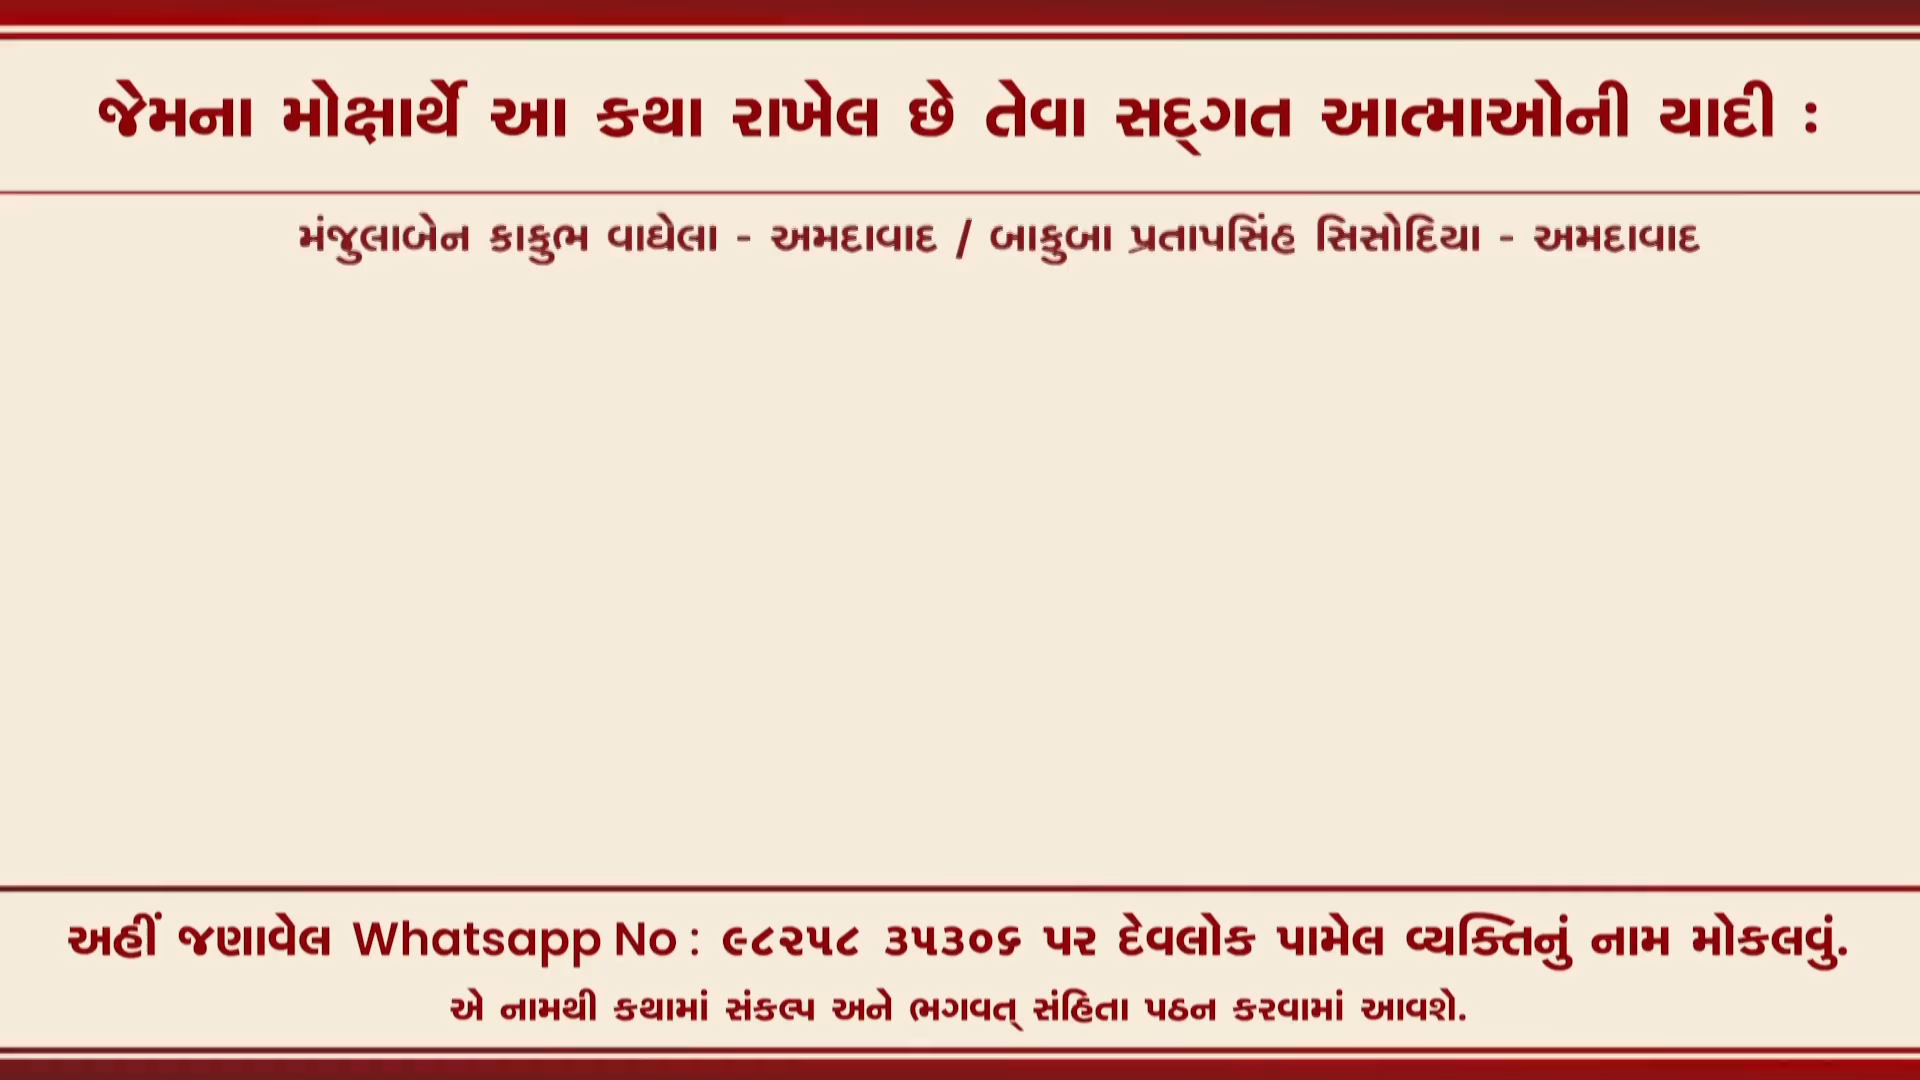 જેમના મોક્ષાર્થે આ કથા રાખેલ છે તેવા સદ્‌ગત આત્માઓની યાદી :
મંજુલાબેન કાકુભ વાઘેલા - અમદાવાદ / બાકુબા પ્રતાપસિંહ સિસોદિયા - અમદાવાદ
અહીં જણાવેલ Whatsapp No : ૯૮૨૫૮ ૩૫૩૦૬ પર દેવલોક પામેલ વ્યક્તિનું નામ મોકલવું.
એ નામથી કથામાં સંકલ્પ અને ભગવત્ સંહિતા પઠન કરવામાં આવશે.